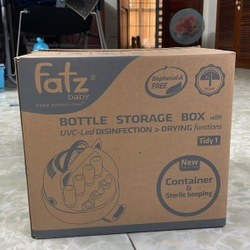 Fatz®
baby
Bisphenol-A
FREE
BOTTLE STORAGE BOX with
UVC-Led DISINFECTION & DRYING functions
Tidy 1
New
Container
& Sterile keeping